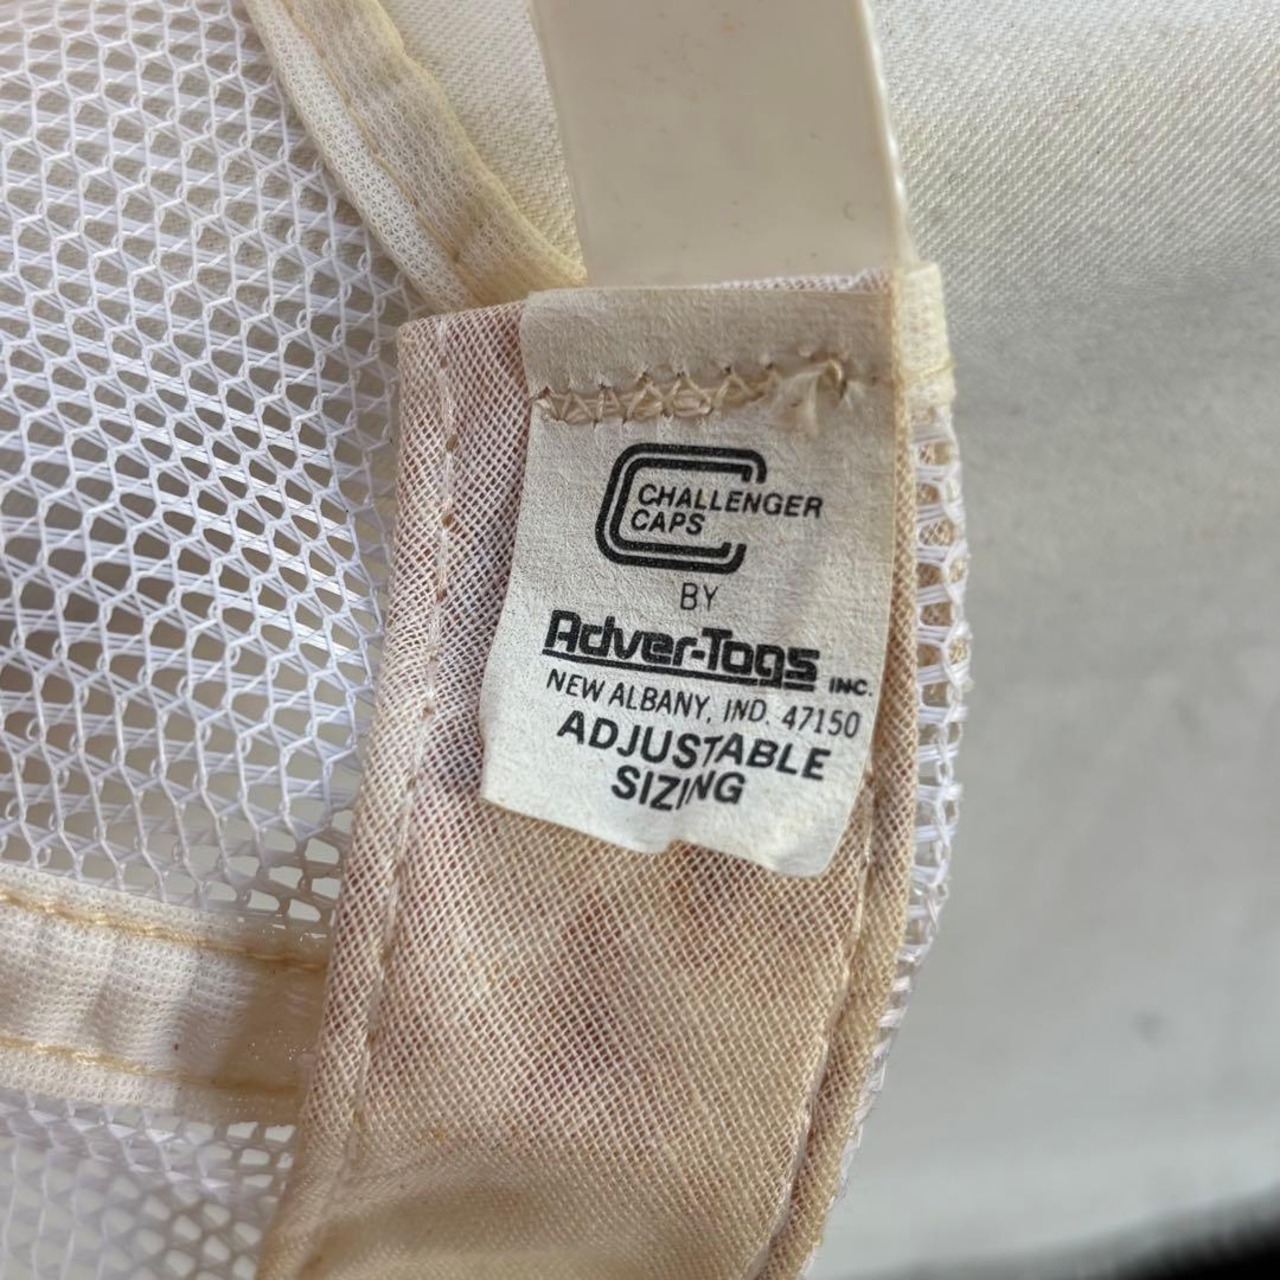 CHALLENGER
CAPS
BY
Adver-Togs INC.
NEW ALBANY, IND. 47150
ADJUSTABLE
SIZING